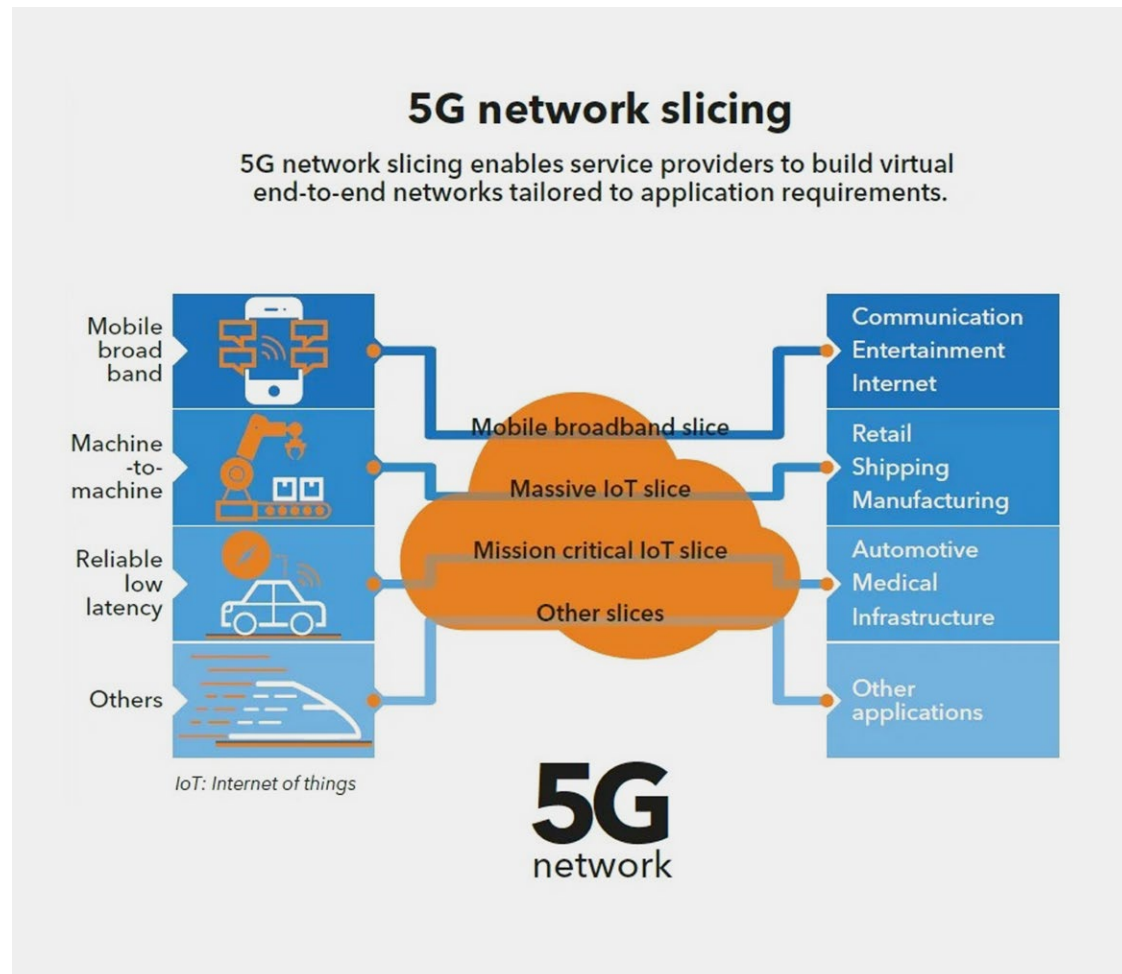 5G network slicing
5G network slicing enables service providers to build virtual
end-to-end networks tailored to application requirements.
Mobile
broad
band
Machine
-to-
machine
Reliable
low
latency
Others
Mobile broadband slice
Massive IoT slice
Mission critical IoT slice
Other slices
Communication
Entertainment
Internet
Retail
Shipping
Manufacturing
Automotive
Medical
Infrastructure
Other
applications
IoT: Internet of things
5G
network